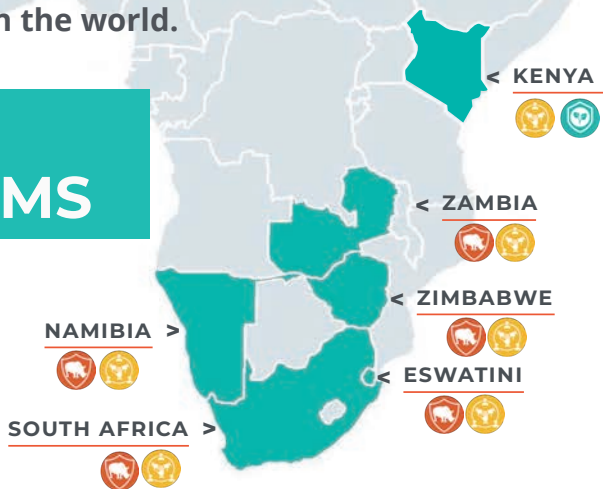 n the world.
MS
< KENYA
< ZAMBIA
< ZIMBABWE
NAMIBIA >
< ESWATINI
SOUTH AFRICA >